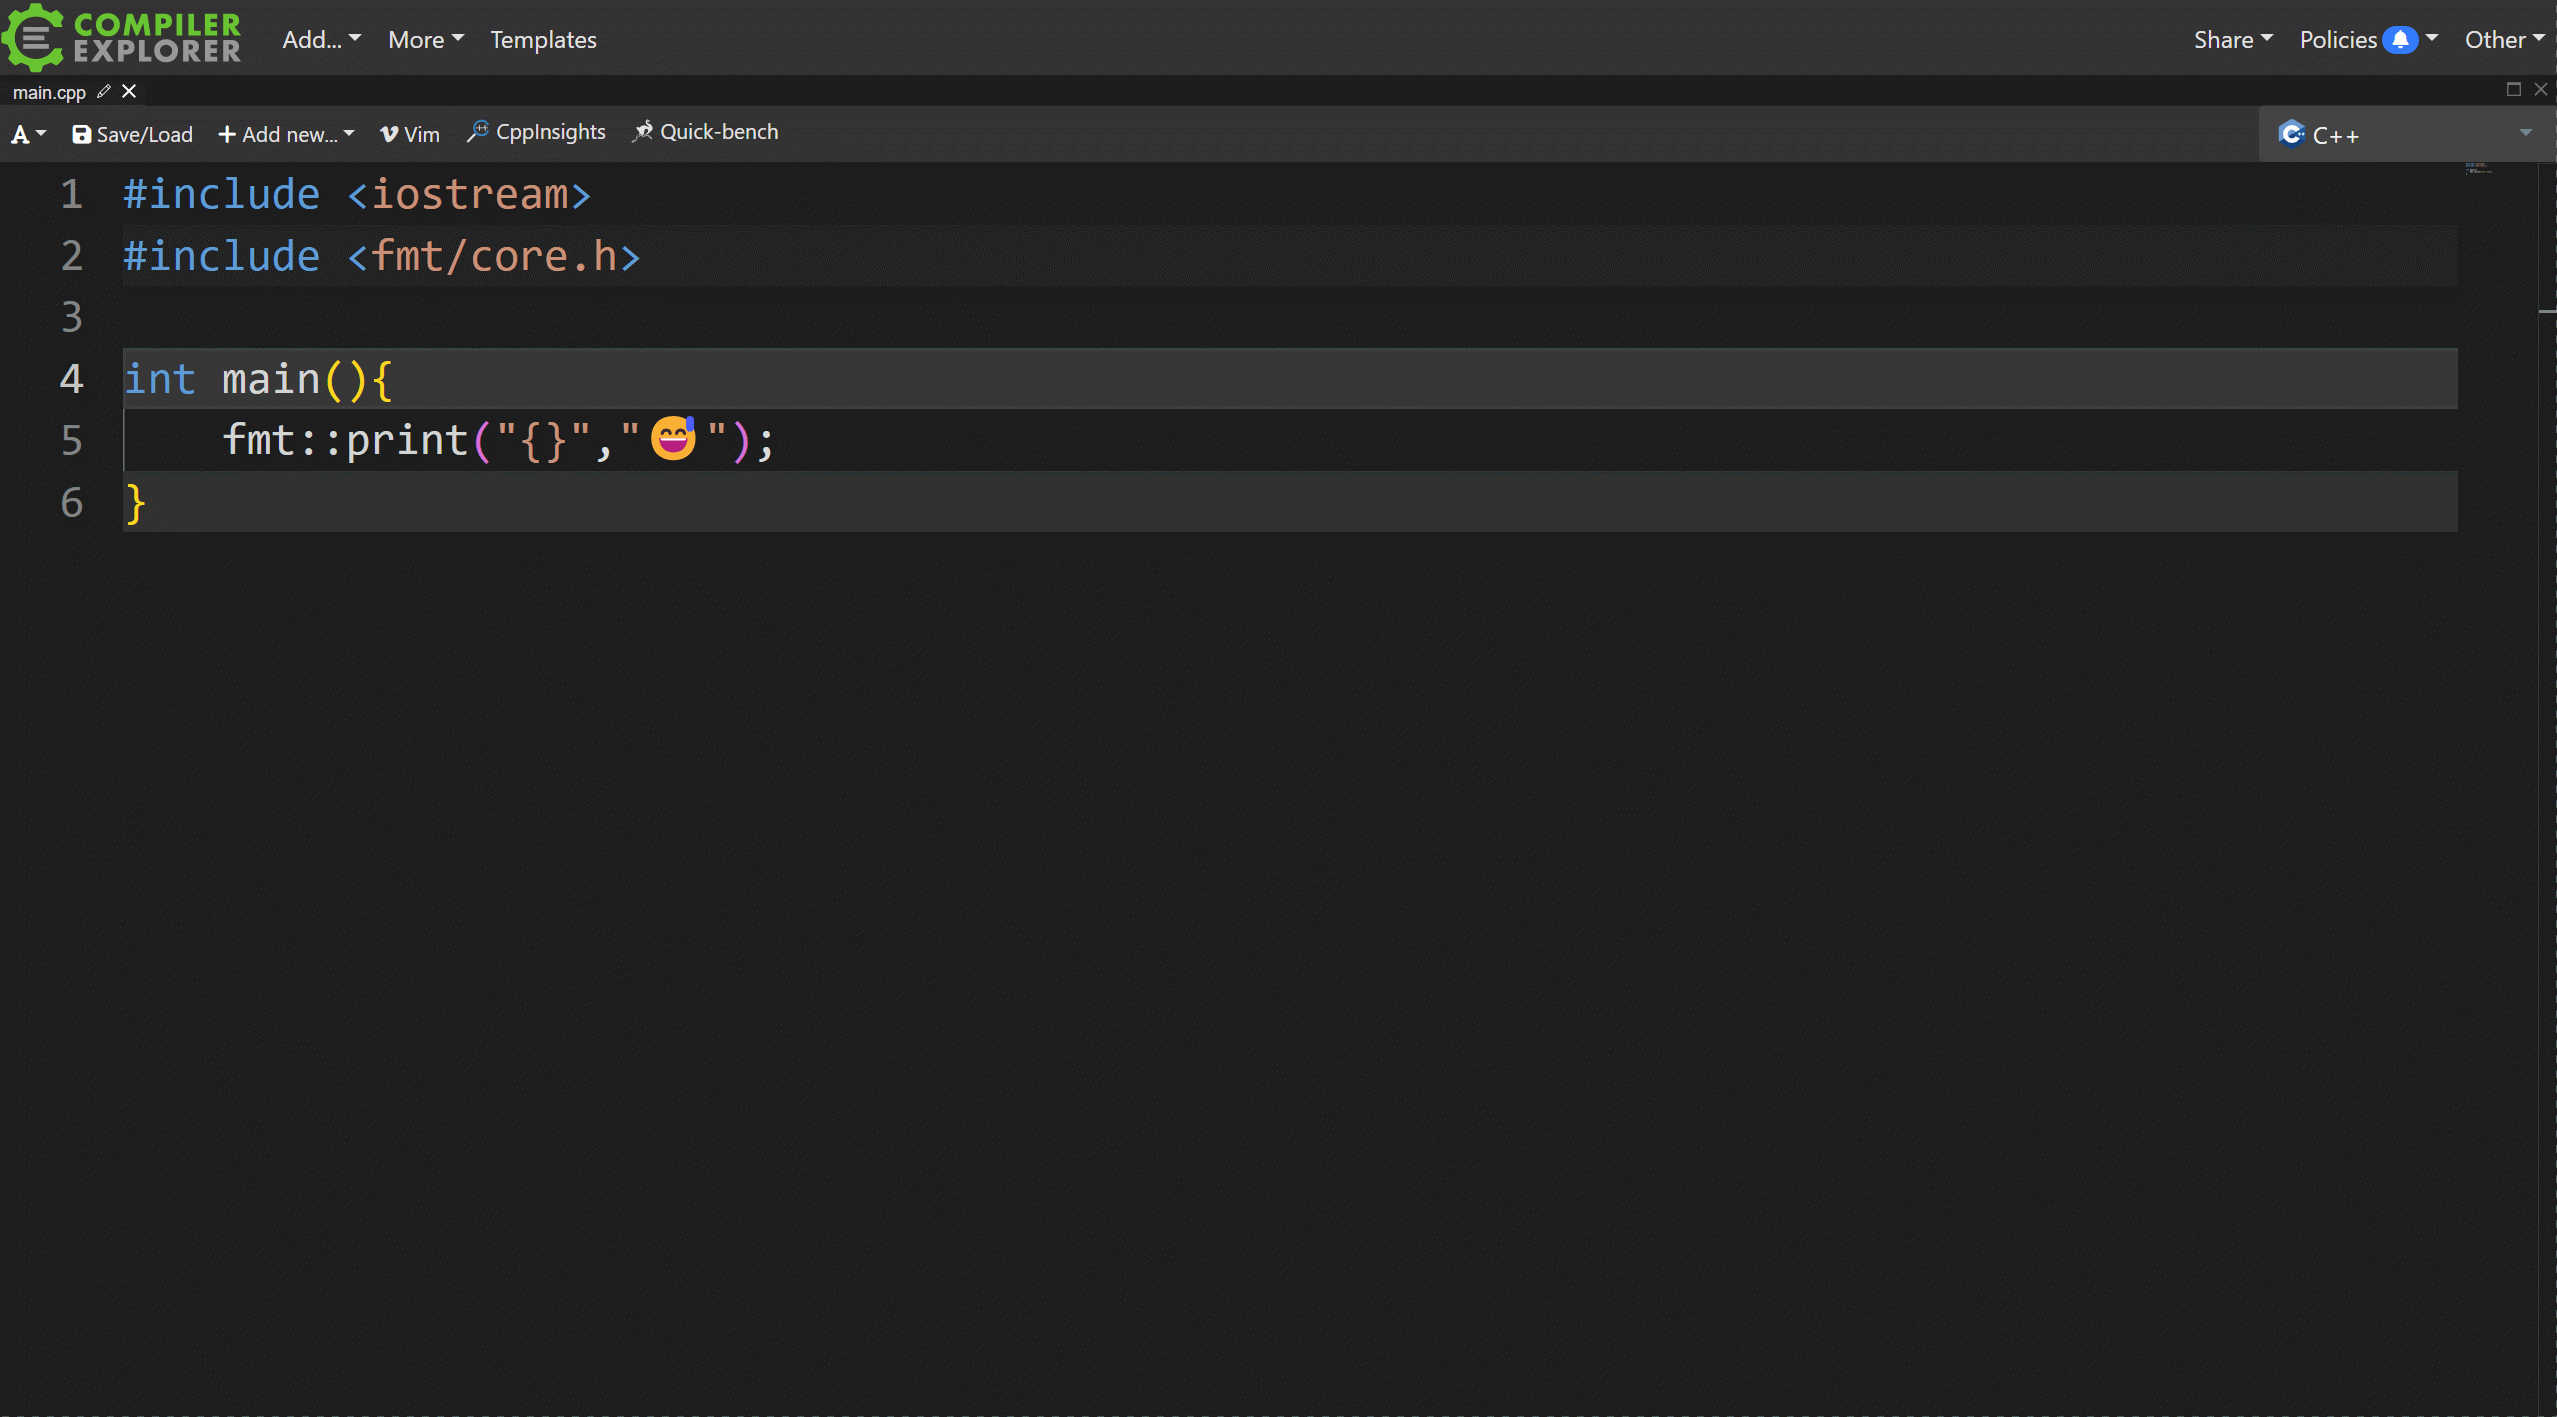 COMPILER
EXPLORER
Add... More Templates Share Policies Other
main.cpp
A Save/Load + Add new... Vim CppInsights Quick-bench C++
1 #include <iostream>
2 #include <fmt/core.h>
3
4 int main(){
5     fmt::print("{}","😅");
6 }